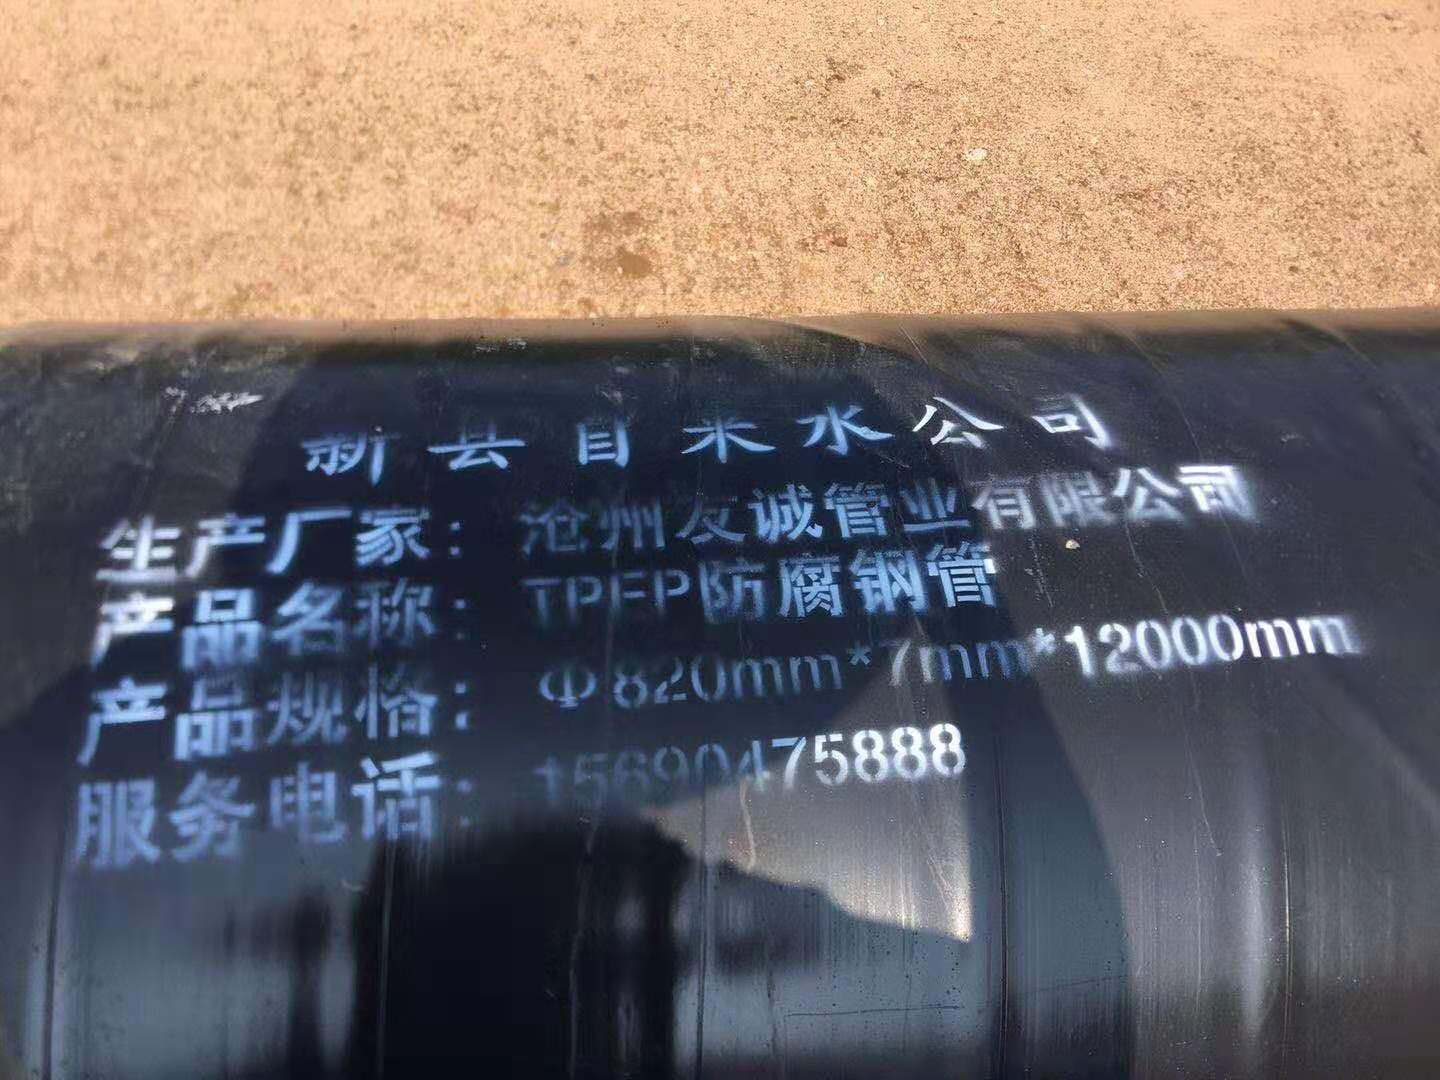 新县自来水公司
生产厂家：沧州友诚管业有限公司
产品名称：TPEP防腐钢管
产品规格：Φ820mm*7mm*12000mm
服务电话：15690475888